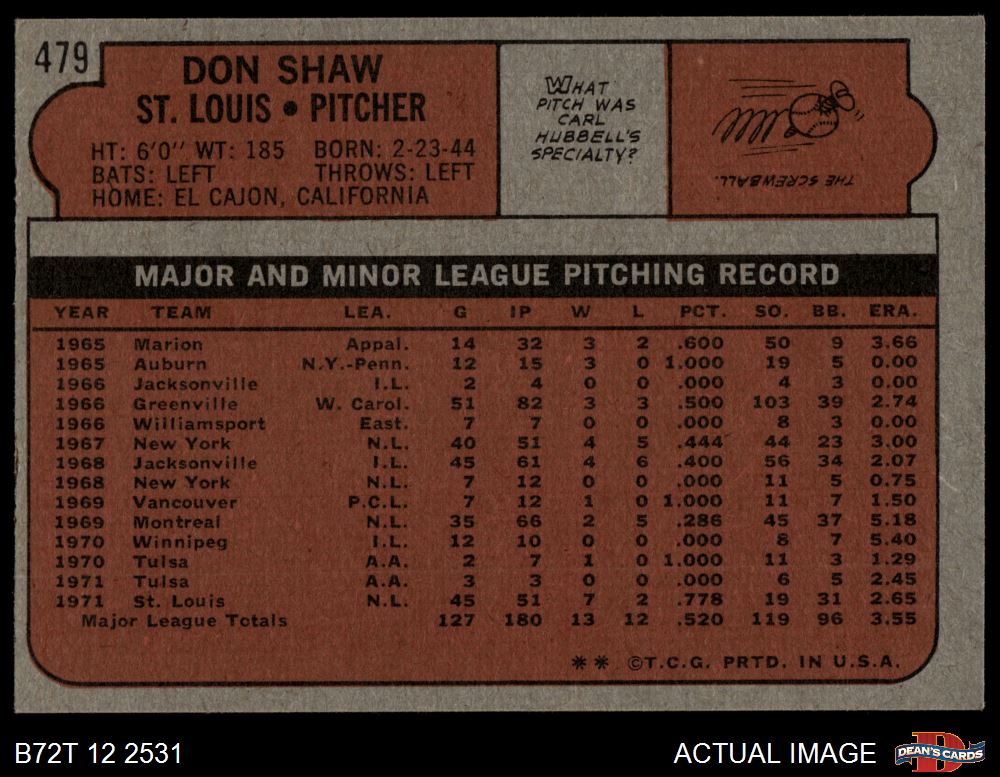 479
DON SHAW
ST. LOUIS • PITCHER
HT: 6'0" WT: 185 BORN: 2-23-44
BATS: LEFT THROWS: LEFT
HOME: EL CAJON, CALIFORNIA
WHAT
PITCH WAS
CARL
HUBBELL'S
SPECIALTY?
THE SCREWBALL.
MAJOR AND MINOR LEAGUE PITCHING RECORD
YEAR TEAM LEA. G IP W L PCT. SO. BB. ERA.
1965 Marion Appal. 14 32 3 2 .600 50 9 3.66
1965 Auburn N.Y.-Penn. 12 15 3 0 1.000 19 5 0.00
1966 Jacksonville I.L. 2 4 0 0 .000 4 3 0.00
1966 Greenville W. Carol. 51 82 3 3 .500 103 39 2.74
1966 Williamsport East. 7 7 0 0 .000 8 3 0.00
1967 New York N.L. 40 51 4 5 .444 44 23 3.00
1968 Jacksonville I.L. 45 61 4 6 .400 56 34 2.07
1968 New York N.L. 7 12 0 0 .000 11 5 0.75
1969 Vancouver P.C.L. 7 12 1 0 1.000 11 7 1.50
1969 Montreal N.L. 35 66 2 5 .286 45 37 5.18
1970 Winnipeg I.L. 12 10 0 0 .000 8 7 5.40
1970 Tulsa A.A. 2 7 1 0 1.000 11 3 1.29
1971 Tulsa A.A. 3 3 0 0 .000 6 5 2.45
1971 St. Louis N.L. 45 51 7 2 .778 19 31 2.65
Major League Totals 127 180 13 12 .520 119 96 3.55
** ©T.C.G. PRTD. IN U.S.A.
B72T 12 2531
ACTUAL IMAGE
D
DEAN'S CARDS